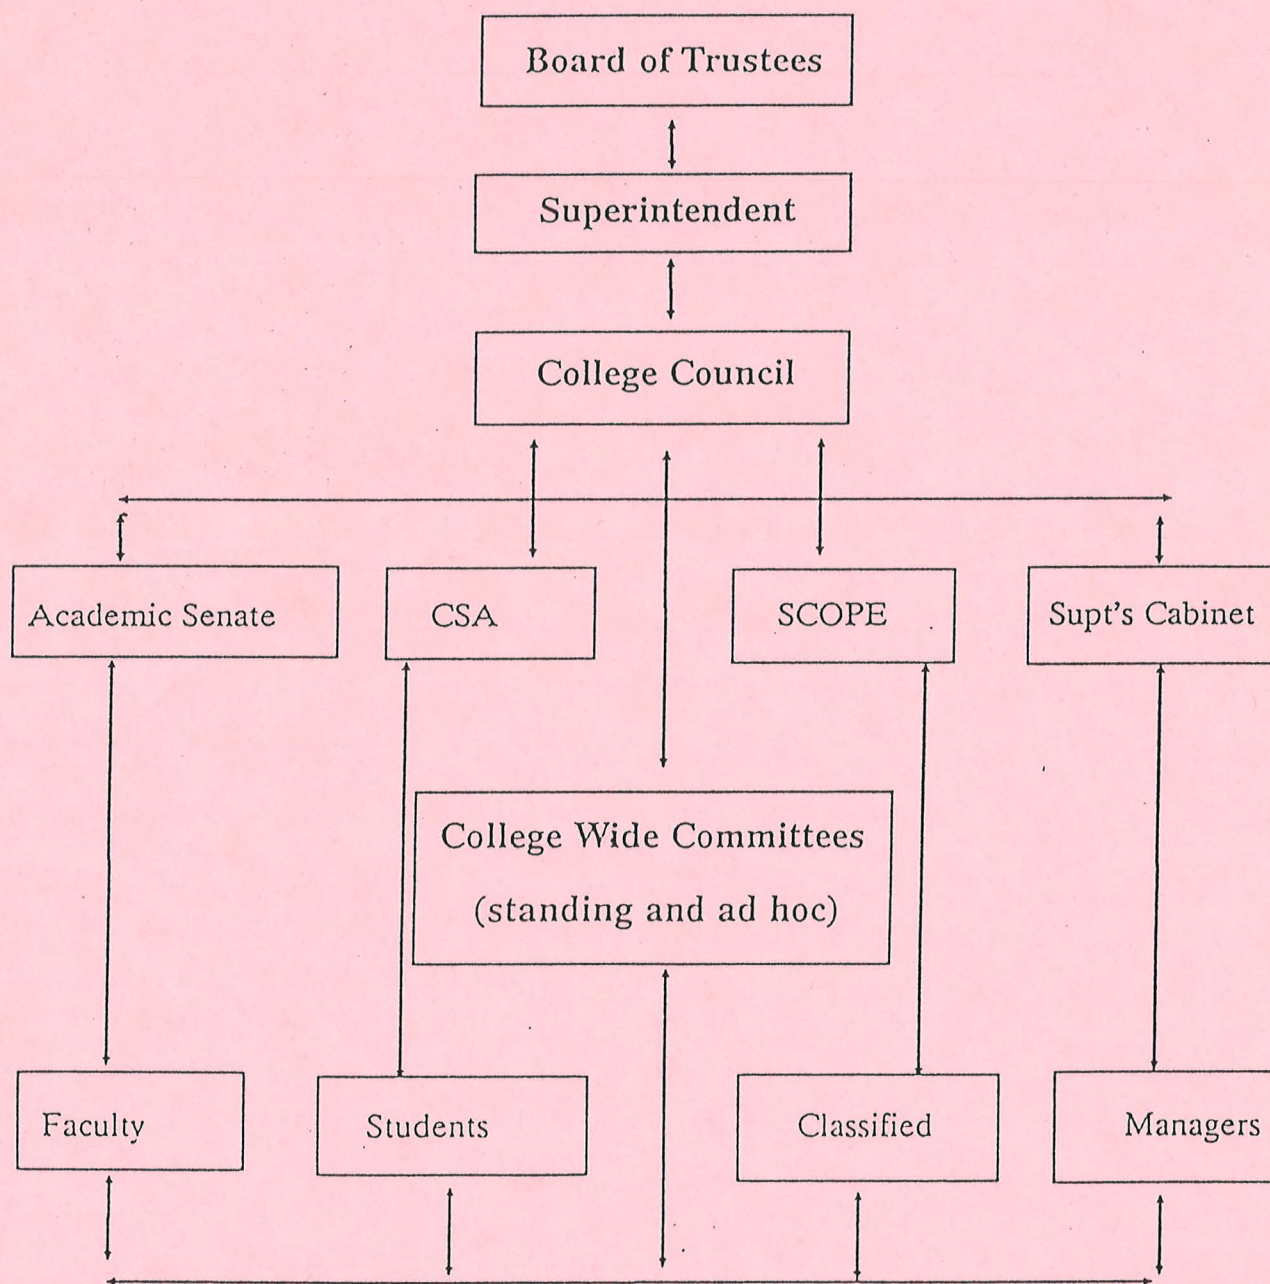 Board of Trustees
Superintendent
College Council
Academic Senate
CSA
SCOPE
Supt's Cabinet
College Wide Committees
(standing and ad hoc)
Faculty
Students
Classified
Managers